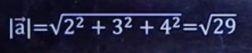 |a⃗|=√2² + 3² + 4²=√29